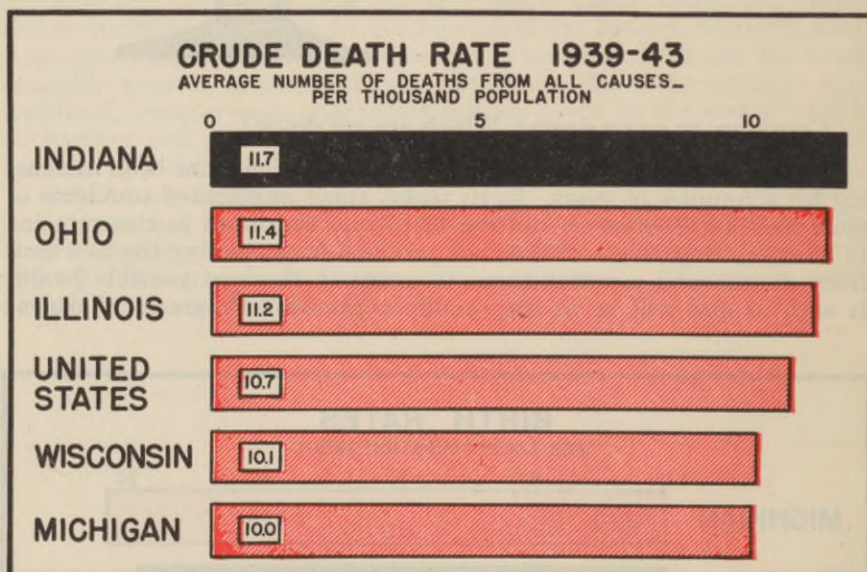 CRUDE DEATH RATE 1939-43
AVERAGE NUMBER OF DEATHS FROM ALL CAUSES_
PER THOUSAND POPULATION
0 5 10
INDIANA 11.7
OHIO 11.4
ILLINOIS 11.2
UNITED
STATES 10.7
WISCONSIN 10.1
MICHIGAN 10.0